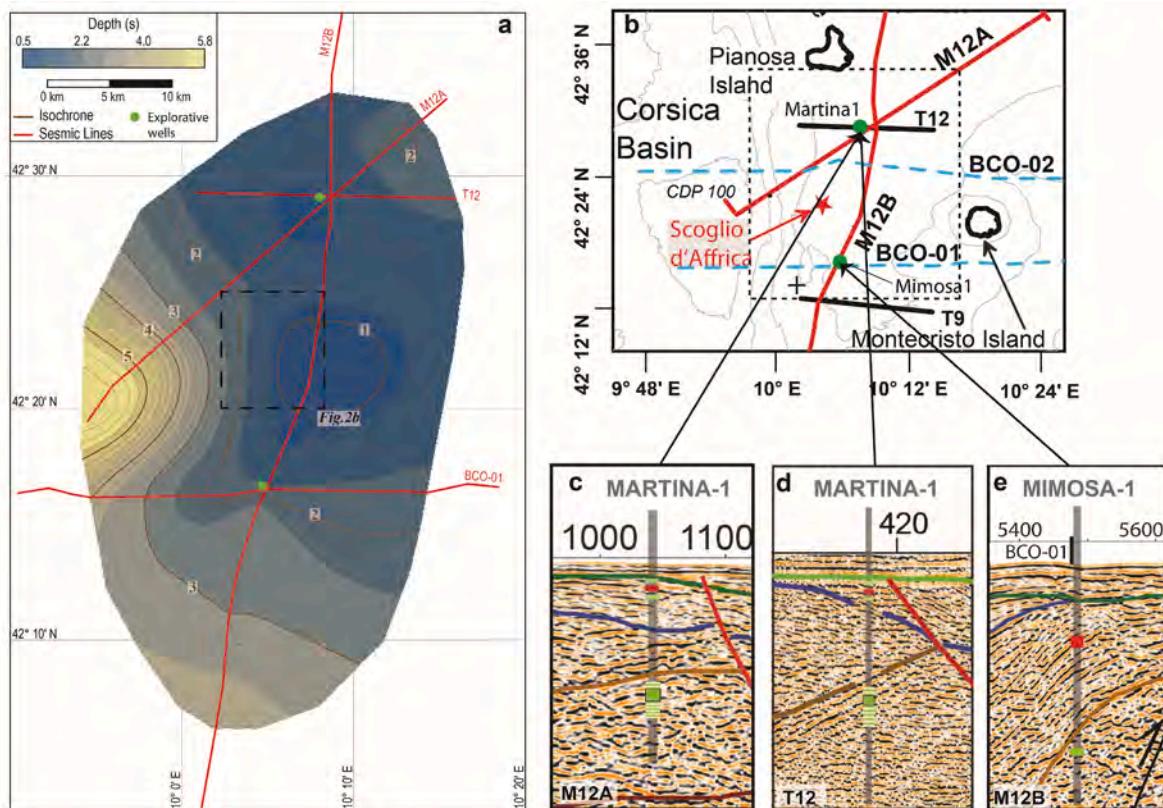 a
Depth (s)
0.5 2.2 4.0 5.8
0 km 5 km 10 km
Isochrone
Sesmic Lines
Explorative
wells
M12B
M12A
2
42° 30' N
T12
2
3
4
5
1
42° 20' N
Fig.2b
BCO-01
2
3
42° 10' N
10° 0' E
10° 10' E
10° 20' E
b
42° 36' N
42° 24' N
42° 12' N
Pianosa
Island
M12A
Corsica
Basin
Martina1
T12
BCO-02
CDP 100
Scoglio
d'Affrica
M12B
BCO-01
Mimosa1
T9
Montecristo Island
9° 48' E 10° E 10° 12' E 10° 24' E
c
MARTINA-1
1000 1100
M12A
d
MARTINA-1
420
T12
e
MIMOSA-1
5400 5600
BCO-01
M12B